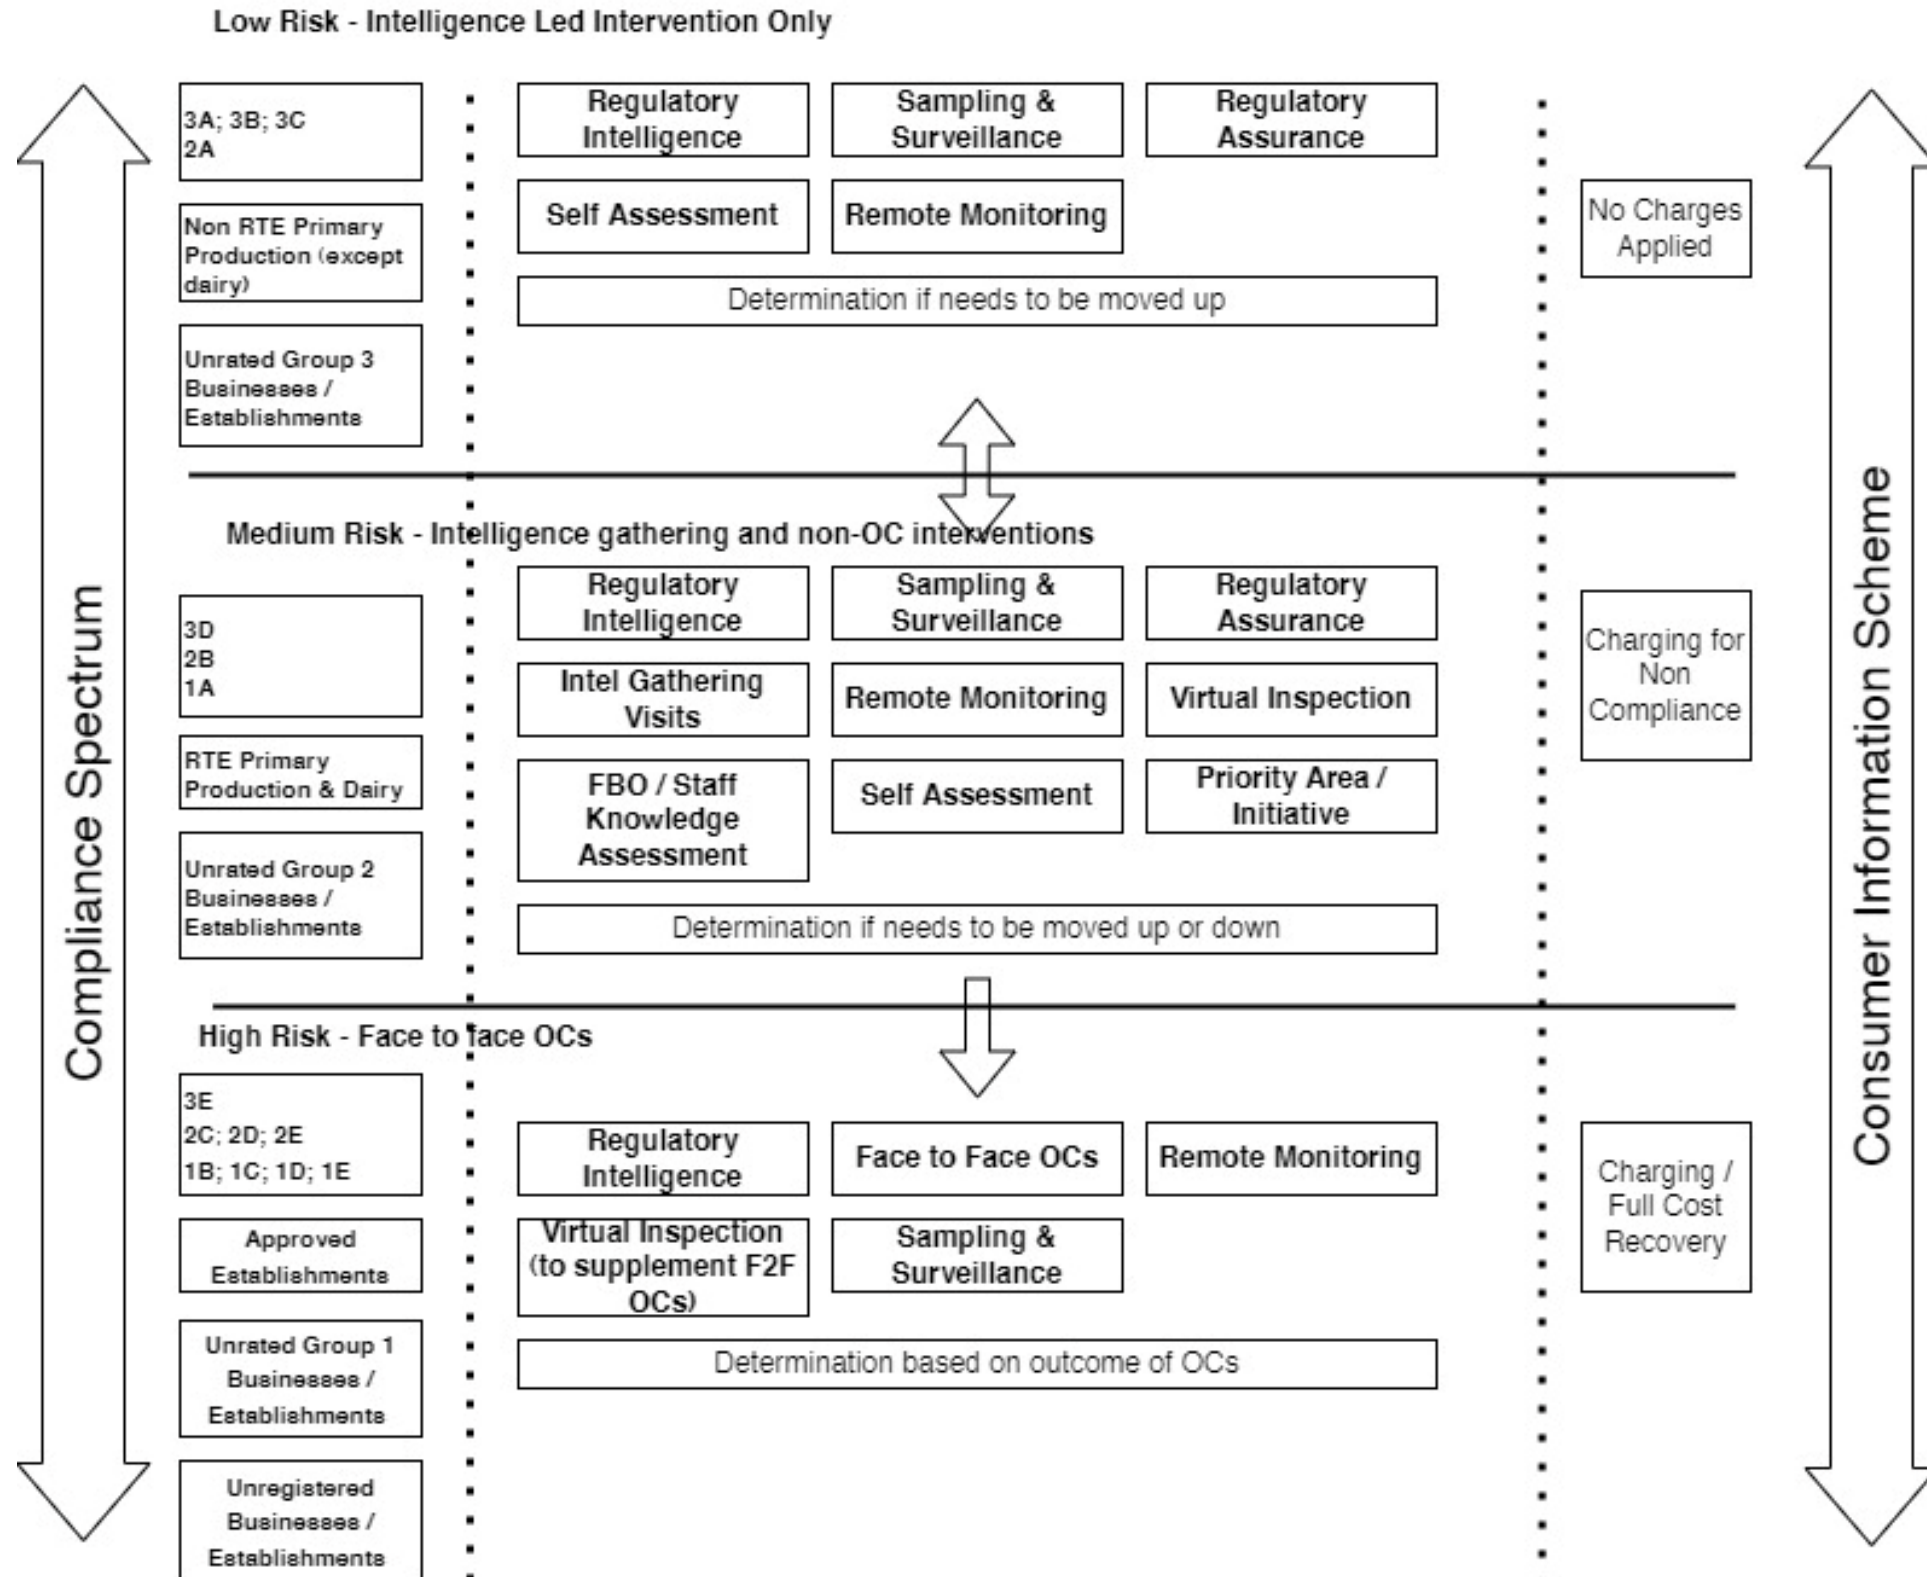 Low Risk - Intelligence Led Intervention Only
3A; 3B; 3C
2A
Non RTE Primary
Production (except
dairy)
Unrated Group 3
Businesses /
Establishments
Regulatory
Intelligence
Sampling &
Surveillance
Regulatory
Assurance
Self Assessment
Remote Monitoring
Determination if needs to be moved up
No Charges
Applied
Medium Risk - Intelligence gathering and non-OC interventions
3D
2B
1A
RTE Primary
Production & Dairy
Unrated Group 2
Businesses /
Establishments
Regulatory
Intelligence
Sampling &
Surveillance
Regulatory
Assurance
Intel Gathering
Visits
Remote Monitoring
Virtual Inspection
FBO / Staff
Knowledge
Assessment
Self Assessment
Priority Area /
Initiative
Determination if needs to be moved up or down
Charging for
Non
Compliance
High Risk - Face to face OCs
3E
2C; 2D; 2E
1B; 1C; 1D; 1E
Approved
Establishments
Unrated Group 1
Businesses /
Establishments
Unregistered
Businesses /
Establishments
Regulatory
Intelligence
Face to Face OCs
Remote Monitoring
Virtual Inspection
(to supplement F2F
OCs)
Sampling &
Surveillance
Determination based on outcome of OCs
Charging /
Full Cost
Recovery
Compliance Spectrum
Consumer Information Scheme